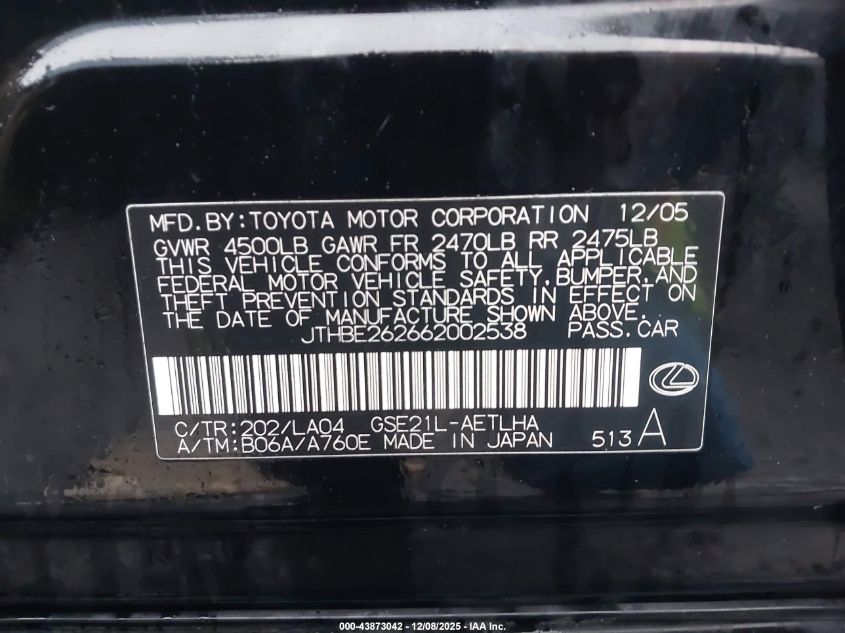 MFD.BY:TOYOTA MOTOR CORPORATION 12/05
GVWR 4500LB GAWR FR 2470LB RR 2475LB
THIS VEHICLE CONFORMS TO ALL APPLICABLE
FEDERAL MOTOR VEHICLE SAFETY,BUMPER,AND
THEFT PREVENTION STANDARDS IN EFFECT ON
THE DATE OF MANUFACTURE SHOWN ABOVE.
JTHBE262662002538 PASS.CAR
C/TR:202/LA04 GSE21L-AETLHA
A/TM:B06A/A760E MADE IN JAPAN 513 A
000-43873042 - 12/08/2025 - IAA Inc.